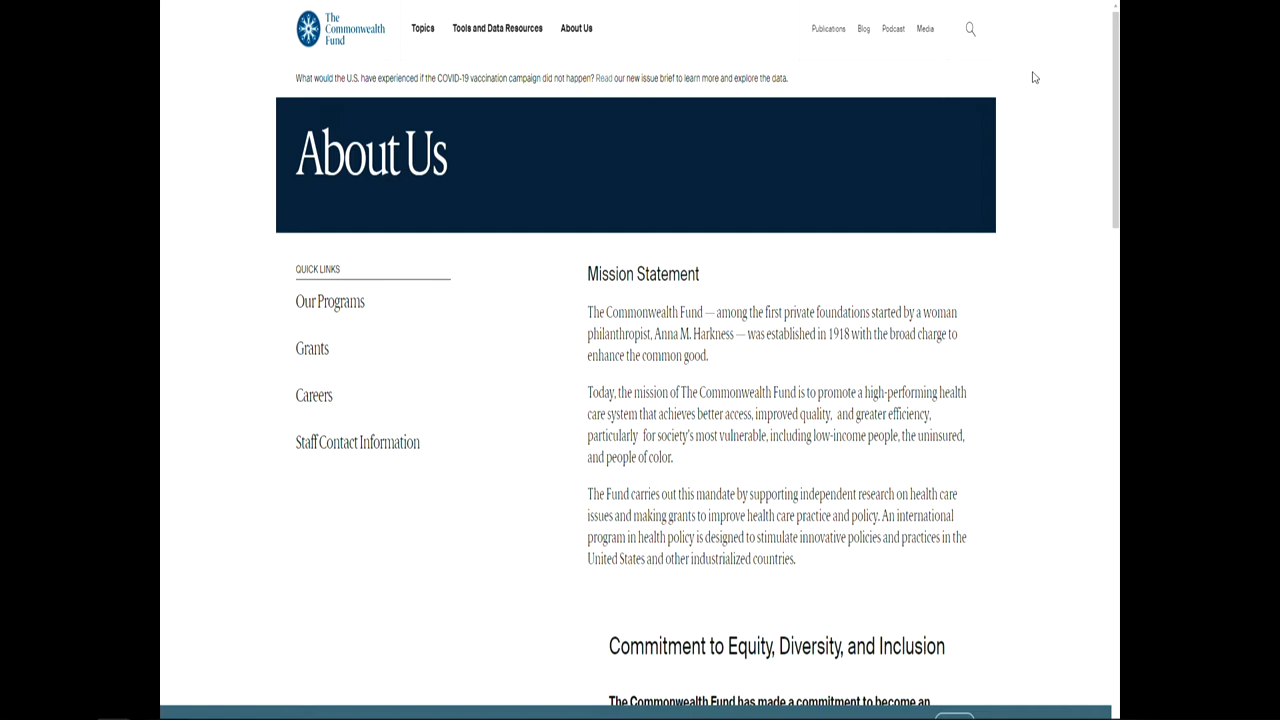 The
Commonwealth
Fund
Topics Tools and Data Resources About Us
Publications Blog Podcast Media
What would the U.S. have experienced if the COVID-19 vaccination campaign did not happen? Read our new issue brief to learn more and explore the data.
About Us
QUICK LINKS
Our Programs
Grants
Careers
Staff Contact Information
Mission Statement
The Commonwealth Fund — among the first private foundations started by a woman
philanthropist, Anna M. Harkness — was established in 1918 with the broad charge to
enhance the common good.
Today, the mission of The Commonwealth Fund is to promote a high-performing health
care system that achieves better access, improved quality, and greater efficiency,
particularly for society's most vulnerable, including low-income people, the uninsured,
and people of color.
The Fund carries out this mandate by supporting independent research on health care
issues and making grants to improve health care practice and policy. An international
program in health policy is designed to stimulate innovative policies and practices in the
United States and other industrialized countries.
Commitment to Equity, Diversity, and Inclusion
The Commonwealth Fund has made a commitment to become an